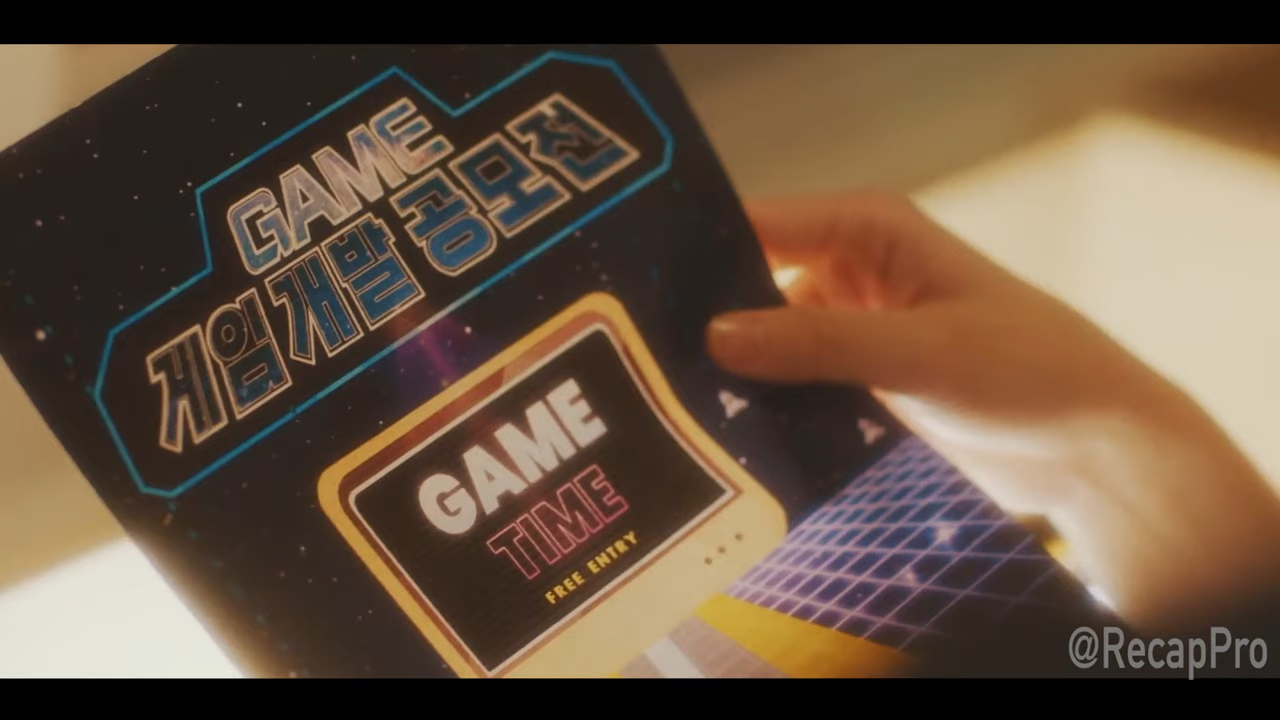 GAME
게임개발 공모전
GAME
TIME
FREE ENTRY
@RecapPro